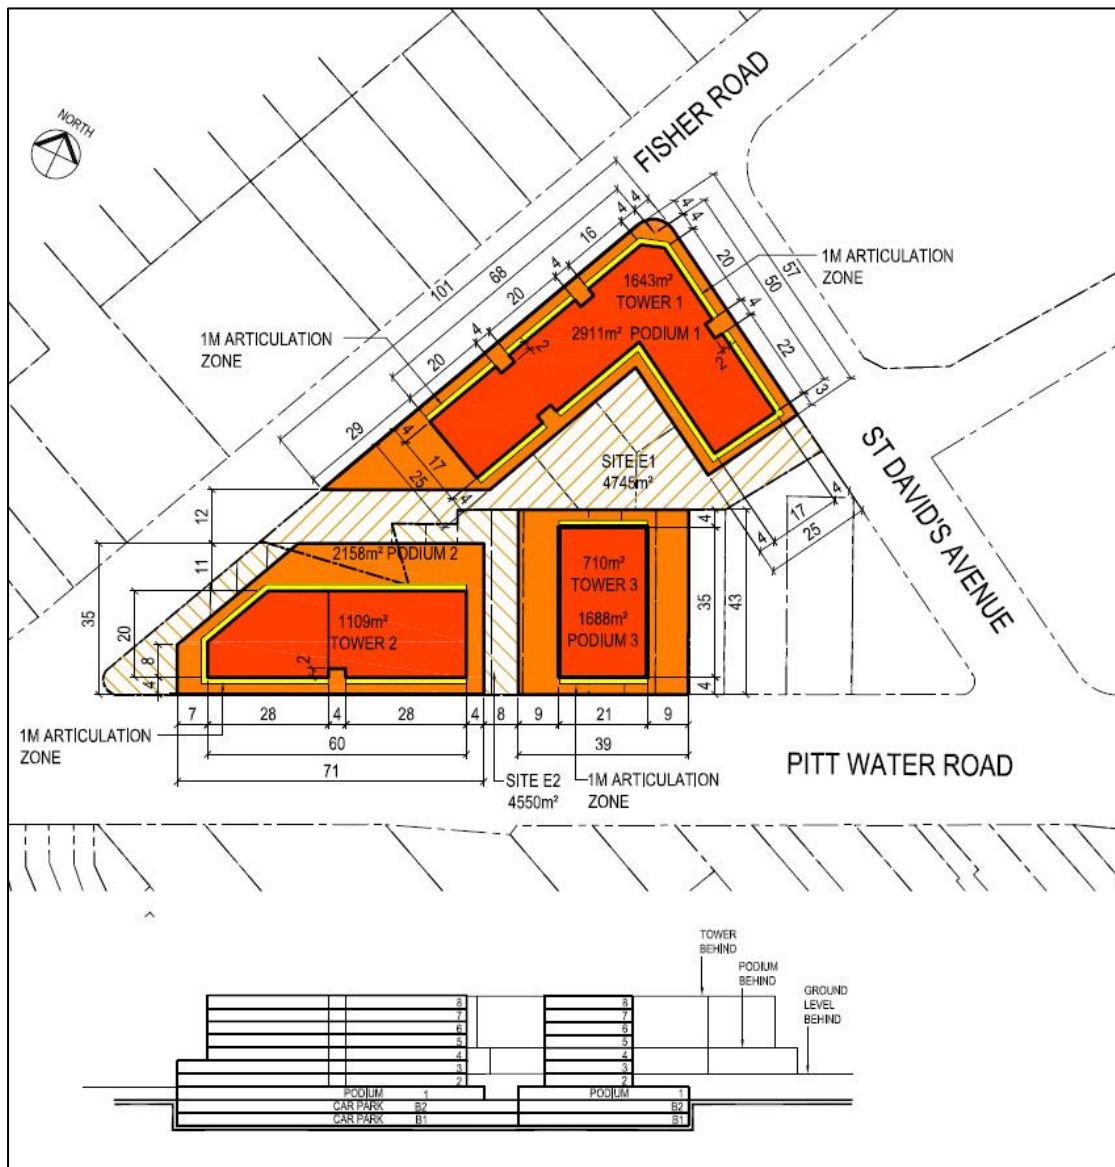 NORTH
FISHER ROAD
1M ARTICULATION
ZONE
1M ARTICULATION
ZONE
1643m²
TOWER 1
2911m² PODIUM 1
101
68
20
4
20
4
16
4
4
4
4
20
57
50
4
22
3
2
2
29
4
17
25
4
SITE E1
4745m²
ST DAVID'S AVENUE
4
17
25
4
12
11
35
20
8
4
2158m² PODIUM 2
1109m²
TOWER 2
2
710m²
TOWER 3
1688m²
PODIUM 3
4
35
43
4
7
28
4
28
4
8
9
21
9
60
39
71
1M ARTICULATION
ZONE
SITE E2
4550m²
1M ARTICULATION
ZONE
PITT WATER ROAD
TOWER
BEHIND
PODIUM
BEHIND
GROUND
LEVEL
BEHIND
8
8
7
7
6
6
5
5
4
4
3
3
2
2
PODIUM 1
PODIUM 1
CAR PARK B2
B2
CAR PARK B1
B1